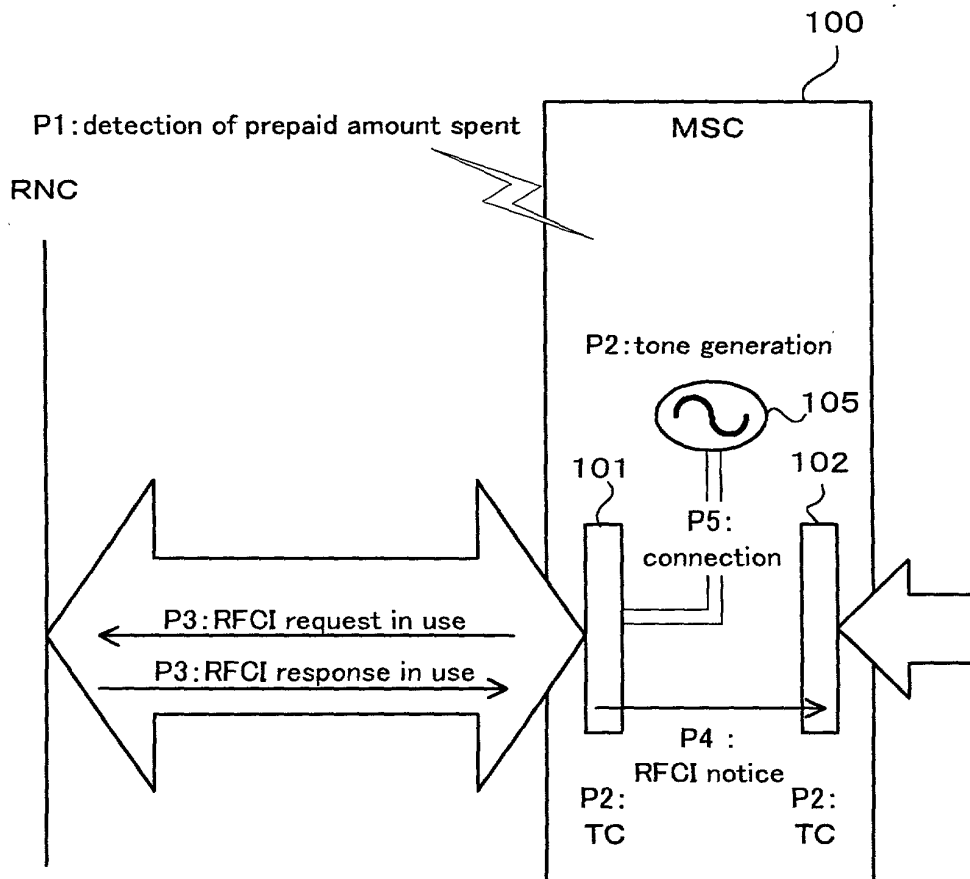 100
P1:detection of prepaid amount spent
MSC
RNC
P2:tone generation
105
101
102
P5:
connection
P3:RFCI request in use
P3:RFCI response in use
P4 :
RFCI notice
P2:
TC
P2:
TC